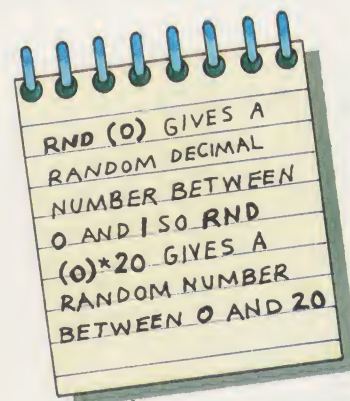 RND (0) GIVES A
RANDOM DECIMAL
NUMBER BETWEEN
0 AND 1 SO RND
(0)*20 GIVES A
RANDOM NUMBER
BETWEEN 0 AND 20